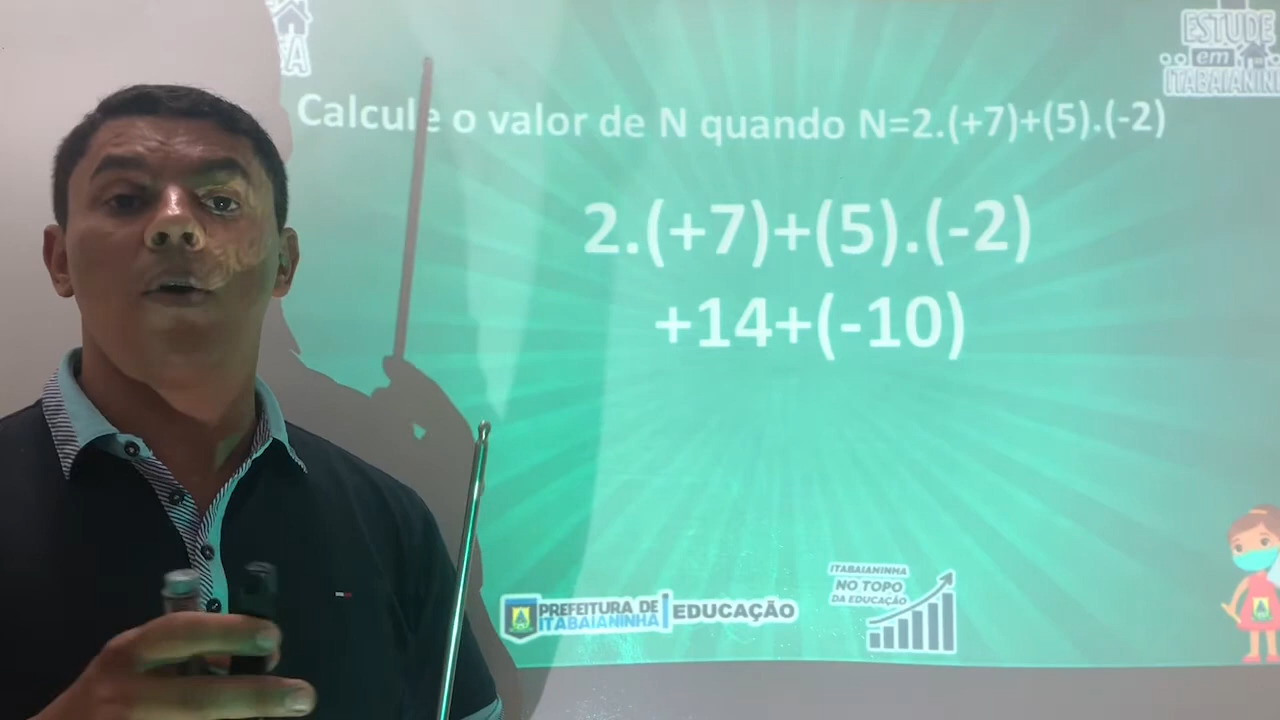 ESTUDE
em
Calcule o valor de N quando N=2.(+7)+(5).(-2)
2.(+7)+(5).(-2)
+14+(-10)
ITABAIANINHA
NO TOPO
DA EDUCAÇÃO
PREFEITURA DE
ITABAIANINHA
EDUCAÇÃO